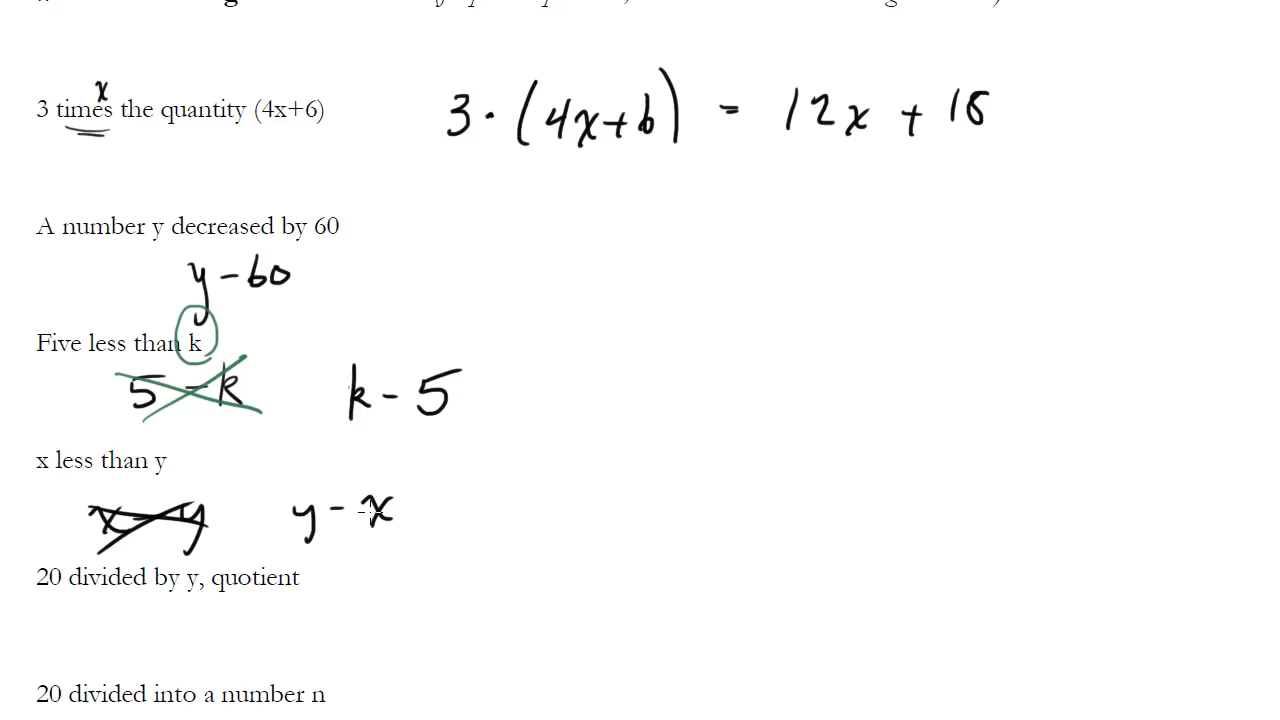 x
3 times the quantity (4x+6) 3 · (4x+6) = 12x + 18
A number y decreased by 60
y - 60
Five less than k
5 - k k - 5
x less than y
x - y y - x
20 divided by y, quotient
20 divided into a number n